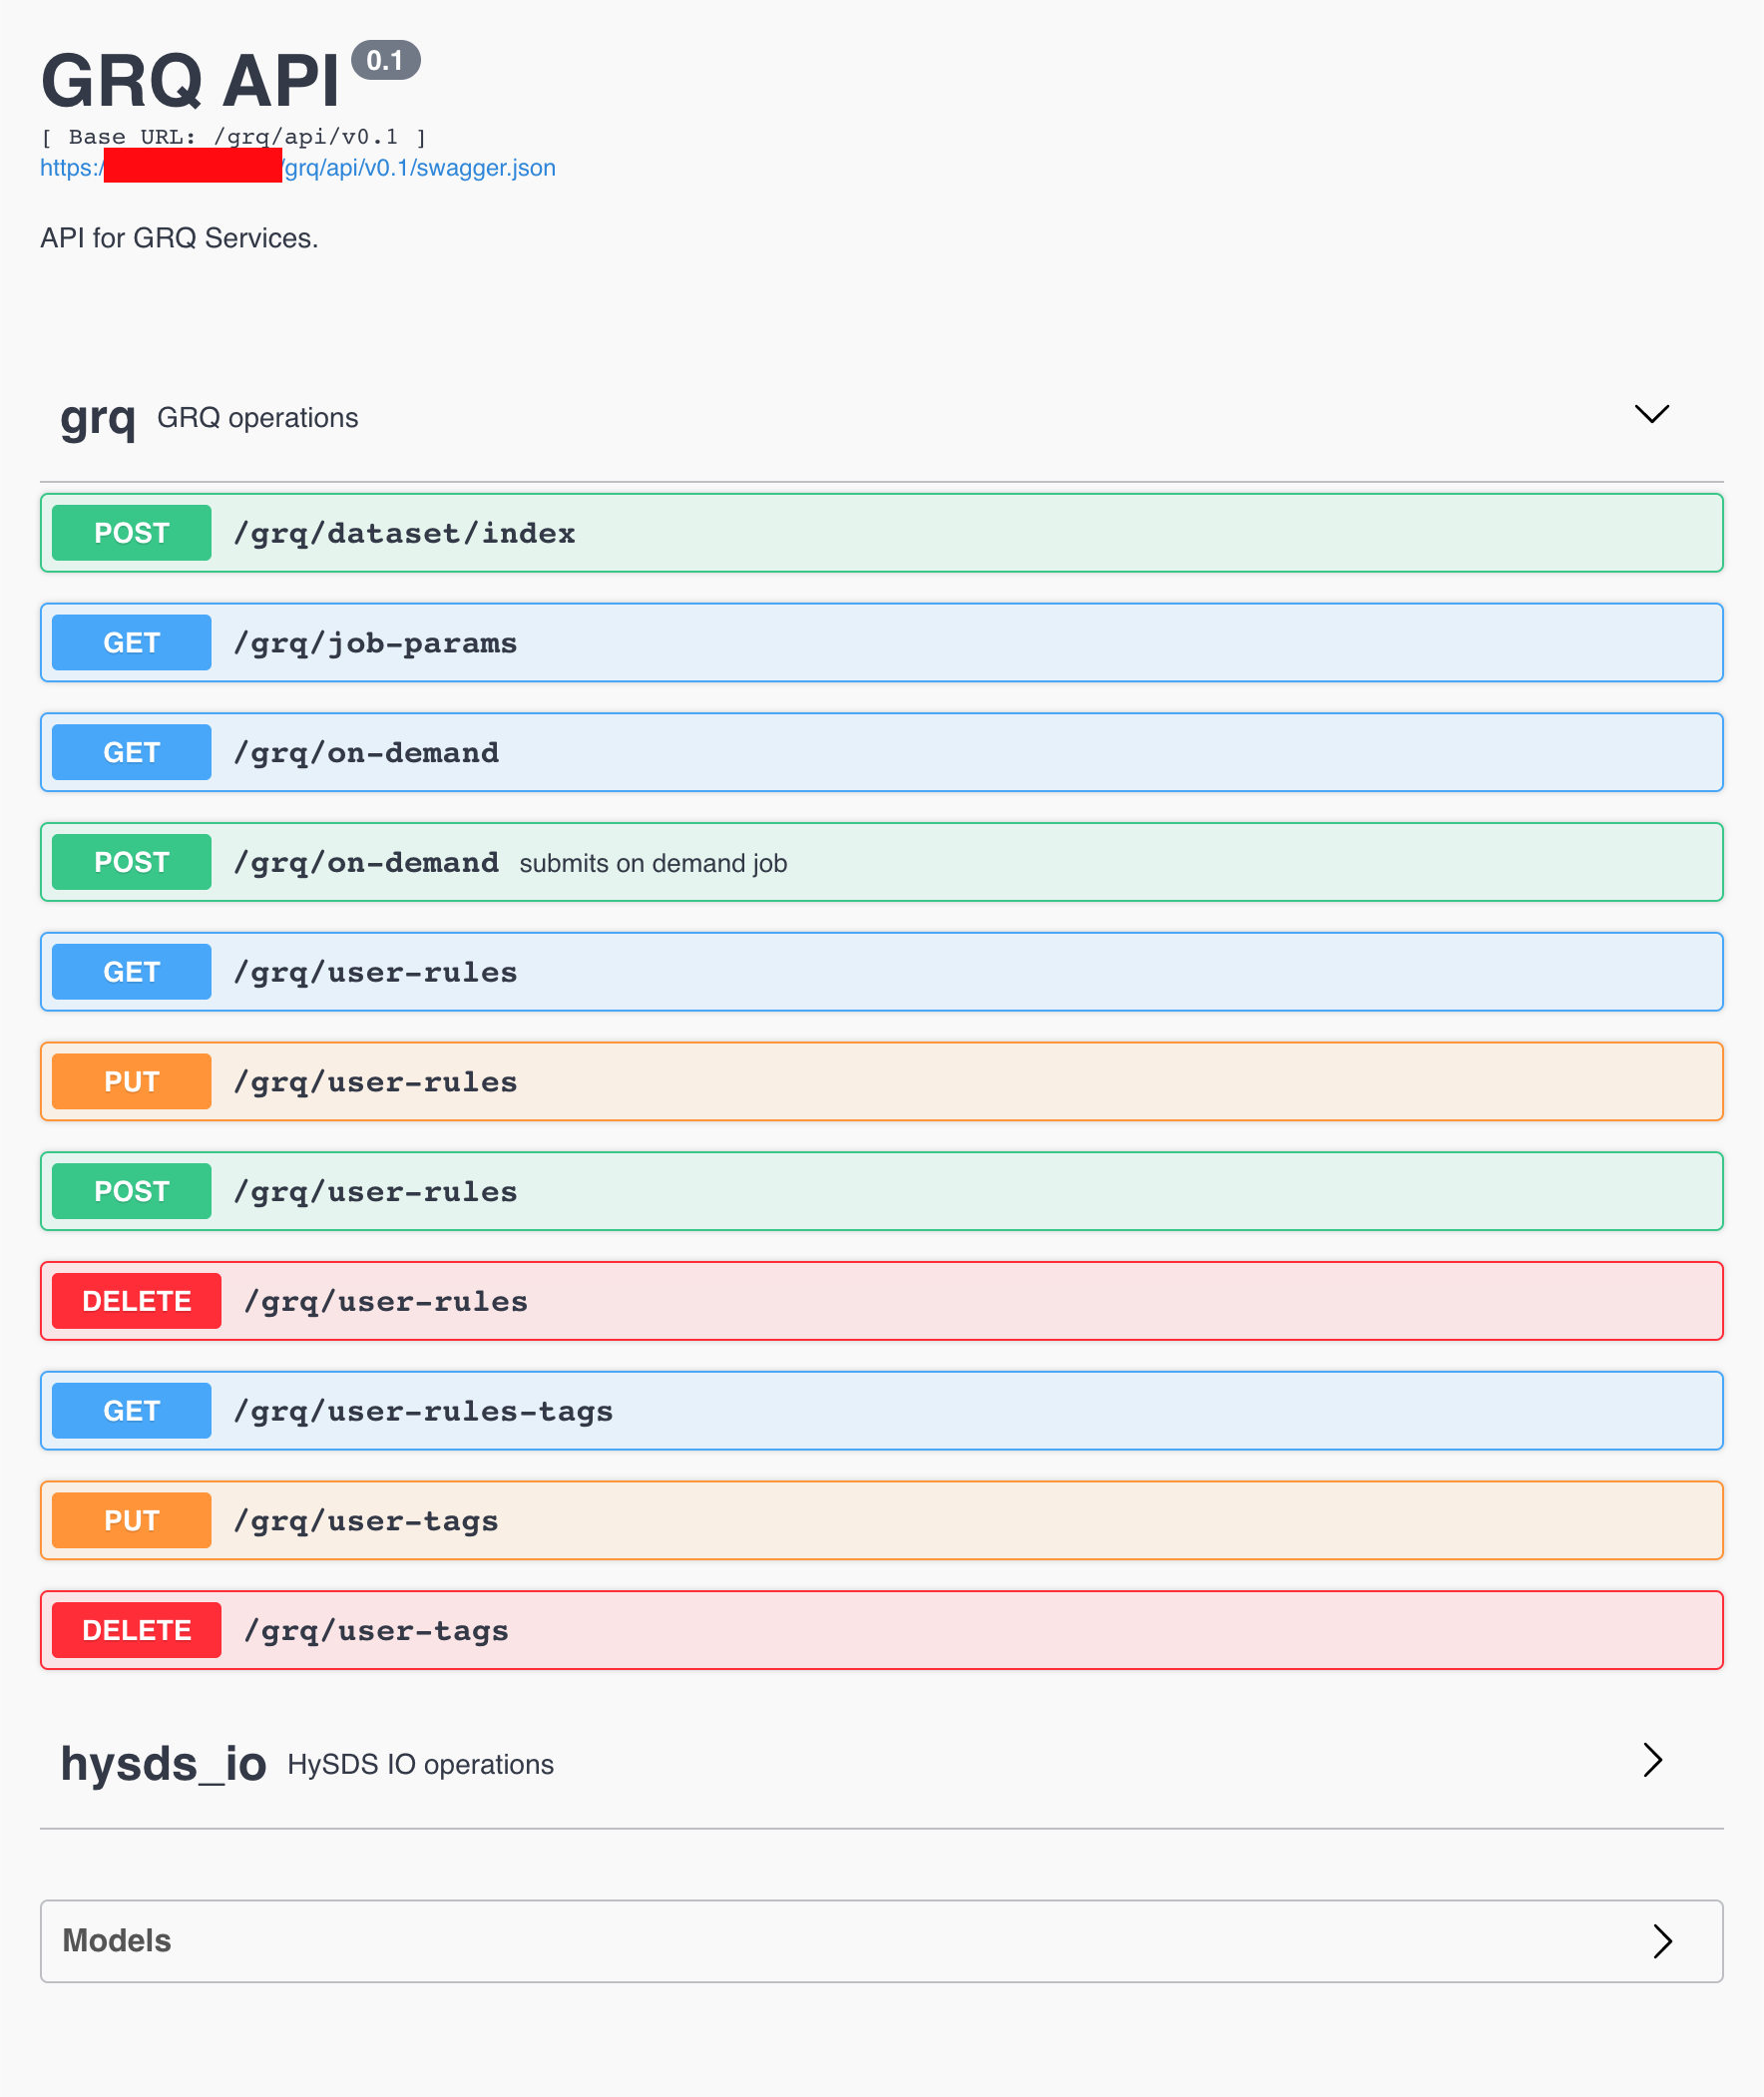 GRQ API 0.1
[ Base URL: /grq/api/v0.1 ]
https:/ /grq/api/v0.1/swagger.json
API for GRQ Services.
grq GRQ operations
POST /grq/dataset/index
GET /grq/job-params
GET /grq/on-demand
POST /grq/on-demand submits on demand job
GET /grq/user-rules
PUT /grq/user-rules
POST /grq/user-rules
DELETE /grq/user-rules
GET /grq/user-rules-tags
PUT /grq/user-tags
DELETE /grq/user-tags
hysds_io HySDS IO operations
Models